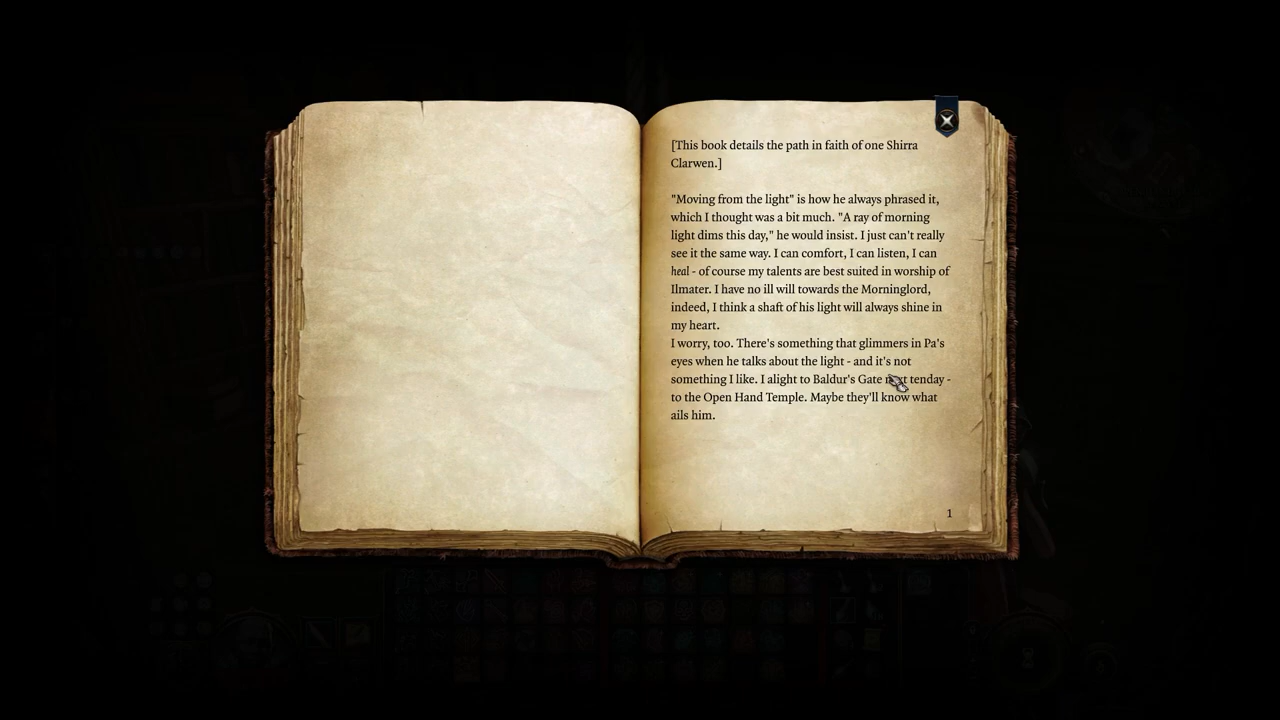 [This book details the path in faith of one Shirra
Clarwen.]
"Moving from the light" is how he always phrased it,
which I thought was a bit much. "A ray of morning
light dims this day," he would insist. I just can't really
see it the same way. I can comfort, I can listen, I can
heal - of course my talents are best suited in worship of
Ilmater. I have no ill will towards the Morninglord,
indeed, I think a shaft of his light will always shine in
my heart.
I worry, too. There's something that glimmers in Pa's
eyes when he talks about the light - and it's not
something I like. I alight to Baldur's Gate tenday -
to the Open Hand Temple. Maybe they'll know what
ails him.
1